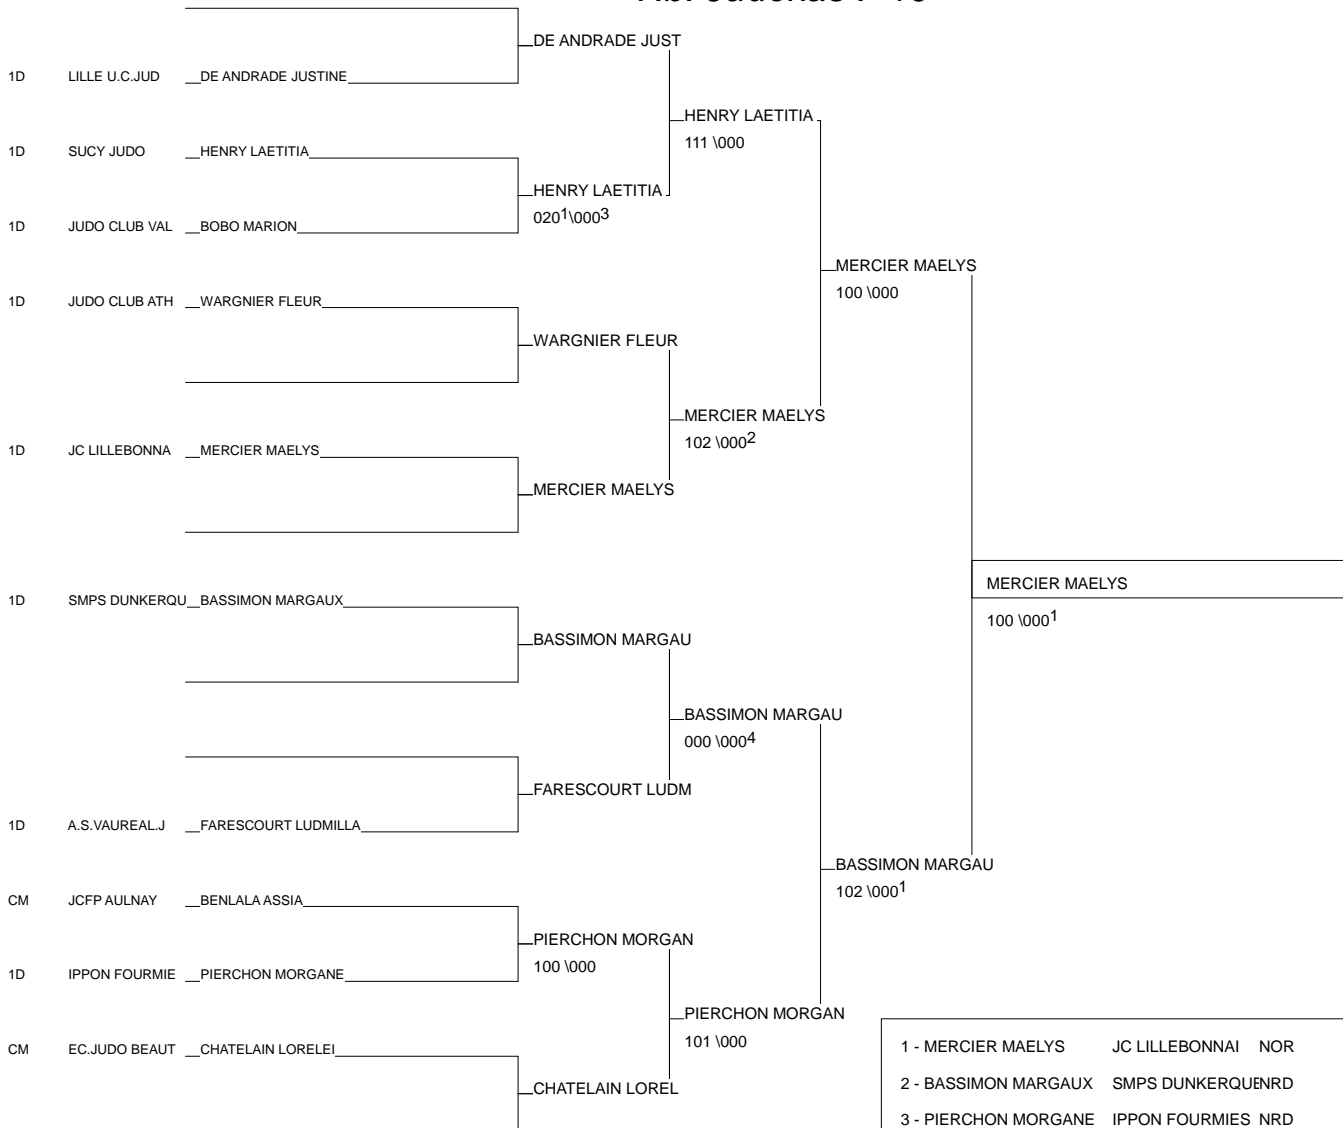 DE ANDRADE JUST
1D LILLE U.C.JUD DE ANDRADE JUSTINE
HENRY LAETITIA
111 \000
1D SUCY JUDO HENRY LAETITIA
HENRY LAETITIA
020¹\000³
1D JUDO CLUB VAL BOBO MARION
MERCIER MAELYS
100 \000
1D JUDO CLUB ATH WARGNIER FLEUR
WARGNIER FLEUR
MERCIER MAELYS
102 \000²
1D JC LILLEBONNA MERCIER MAELYS
MERCIER MAELYS
MERCIER MAELYS
100 \000¹
1D SMPS DUNKERQU BASSIMON MARGAUX
BASSIMON MARGAU
BASSIMON MARGAU
000 \000⁴
FARESCOURT LUDM
1D A.S.VAUREAL.J FARESCOURT LUDMILLA
BASSIMON MARGAU
102 \000¹
CM JCFP AULNAY BENLALA ASSIA
PIERCHON MORGAN
100 \000
1D IPPON FOURMIE PIERCHON MORGANE
PIERCHON MORGAN
101 \000
CM EC.JUDO BEAUT CHATELAIN LORELEI
CHATELAIN LOREL
1 - MERCIER MAELYS JC LILLEBONNAI NOR
2 - BASSIMON MARGAUX SMPS DUNKERQUENRD
3 - PIERCHON MORGANE IPPON FOURMIES NRD